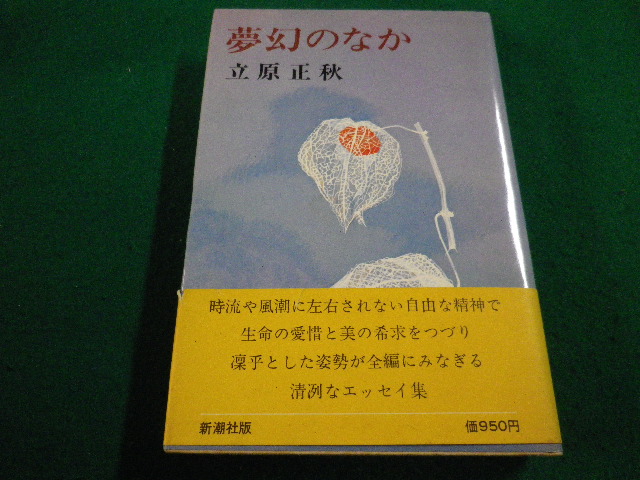 夢幻のなか
立原正秋
時流や風潮に左右されない自由な精神で
生命の愛惜と美の希求をつづり
凜乎とした姿勢が全編にみなぎる
清冽なエッセイ集
新潮社版
価950円